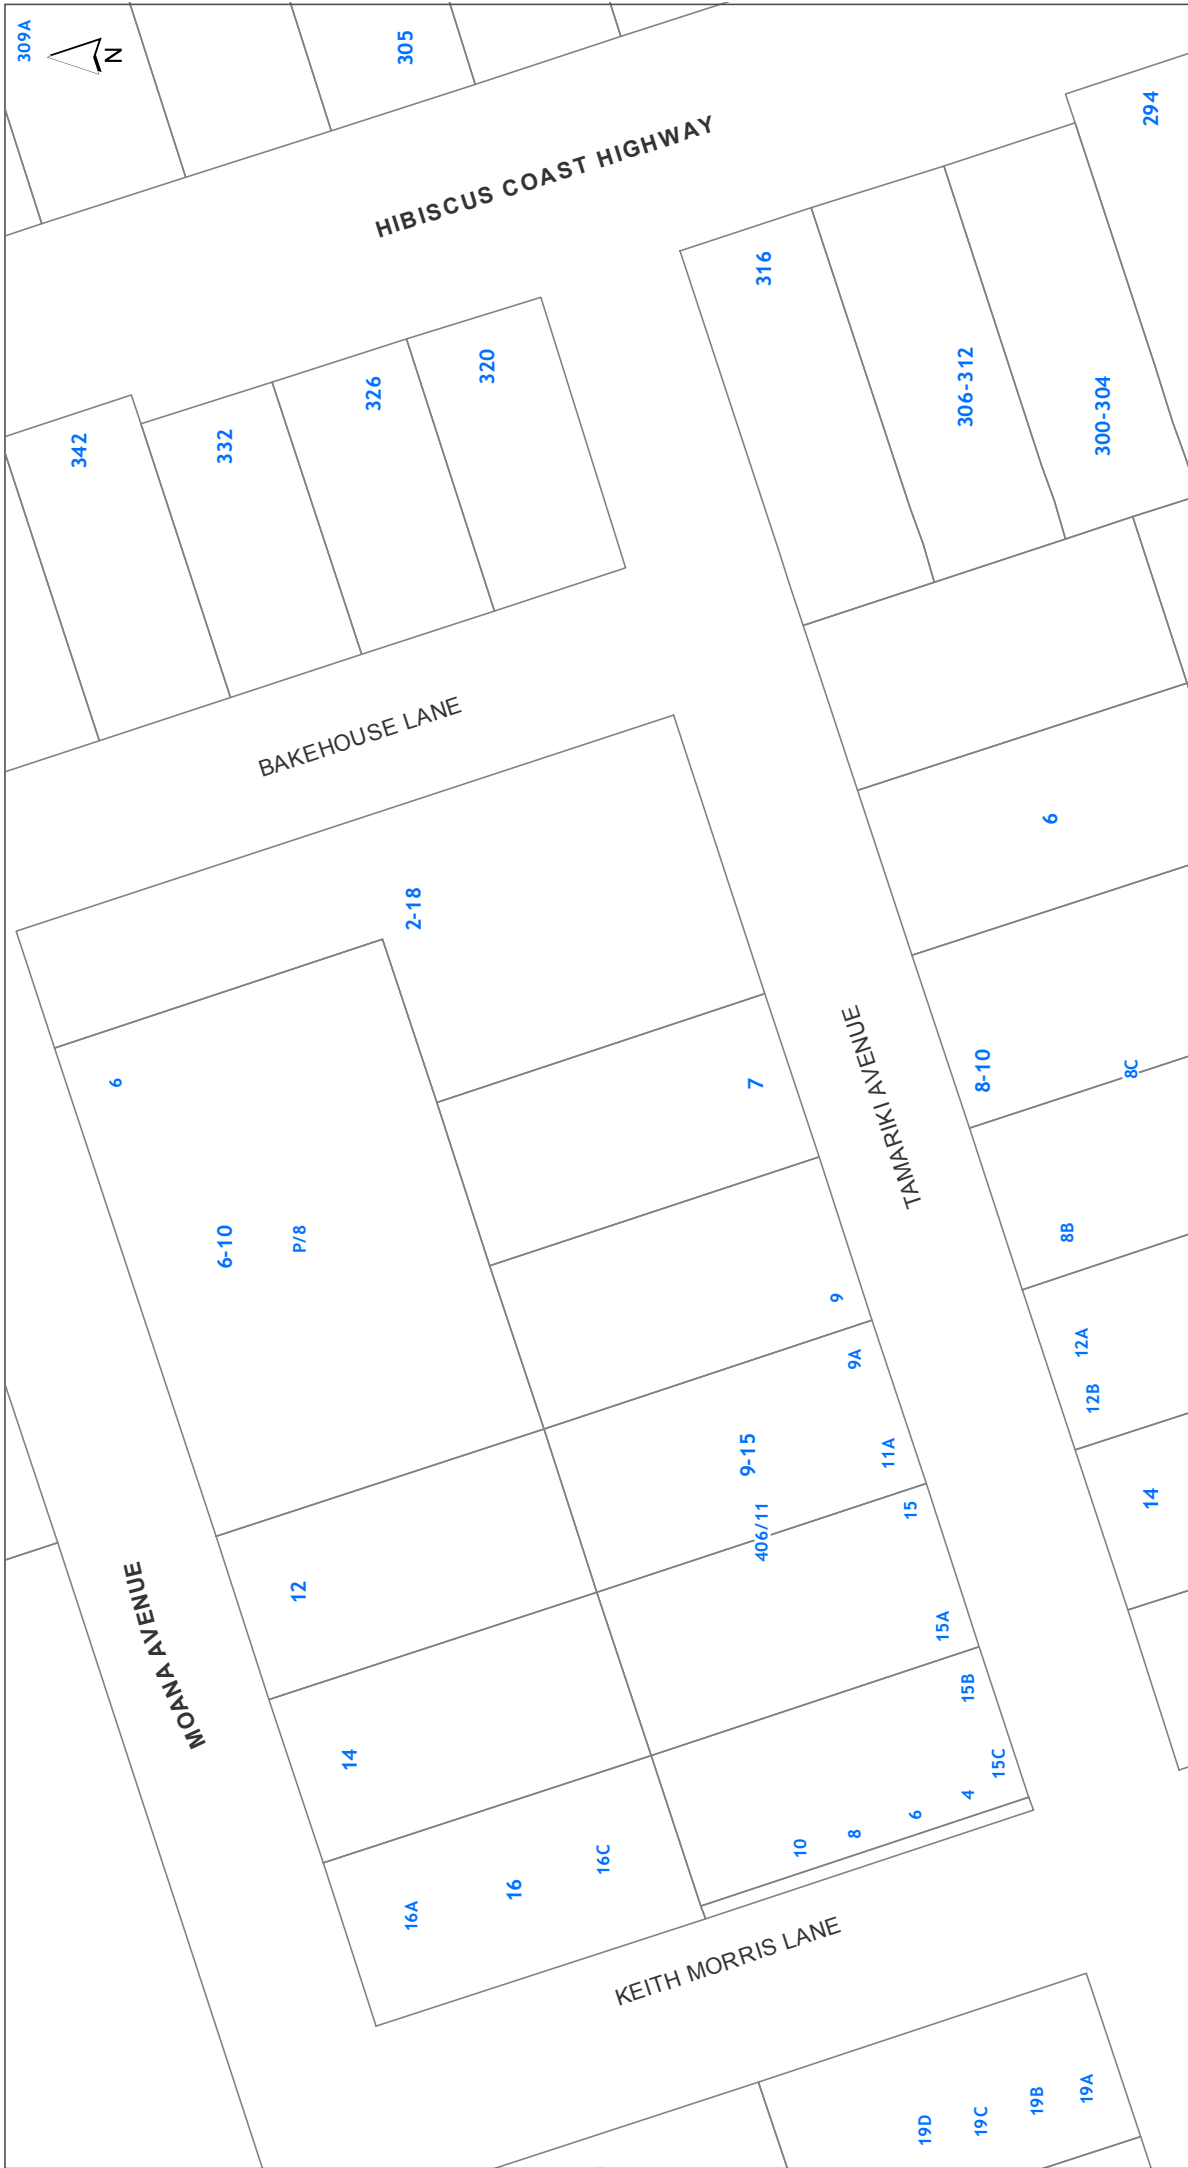 309A
N
305
HIBISCUS COAST HIGHWAY
294
316
306-312
300-304
320
326
332
342
BAKEHOUSE LANE
2-18
6
6
7
TAMARIKI AVENUE
8-10
8C
6-10
P/8
8B
9
9A
12A
12B
9-15
11A
406/11
15
14
MOANA AVENUE
12
15A
15B
14
15C
4
6
8
10
16C
16
16A
KEITH MORRIS LANE
19A
19B
19C
19D